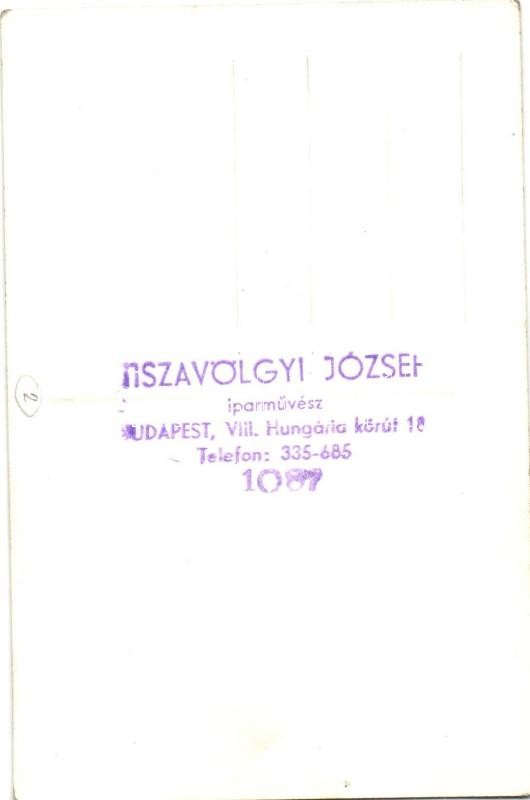 TISZAVÖLGYI JÓZSEF
iparművész
BUDAPEST, VIII. Hungária körút 18
Telefon: 335-685
1087
2